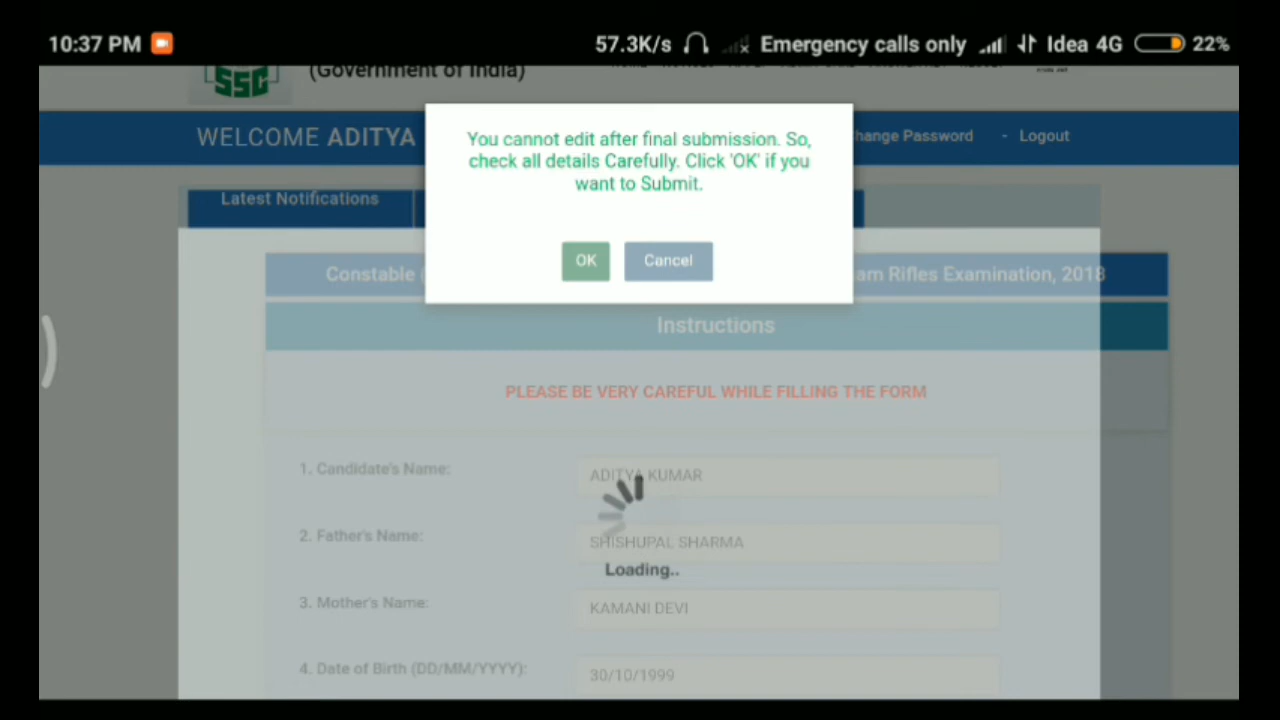 10:37 PM 57.3K/s Emergency calls only Idea 4G 22%
SSC (Government of India)
WELCOME ADITYA hange Password - Logout
You cannot edit after final submission. So,
check all details Carefully. Click 'OK' if you
want to Submit.
OK Cancel
Latest Notifications
Constable am Rifles Examination, 2018
Instructions
PLEASE BE VERY CAREFUL WHILE FILLING THE FORM
1. Candidate's Name: ADITYA KUMAR
2. Father's Name: SHISHUPAL SHARMA
Loading..
3. Mother's Name: KAMANI DEVI
4. Date of Birth (DD/MM/YYYY): 30/10/1999